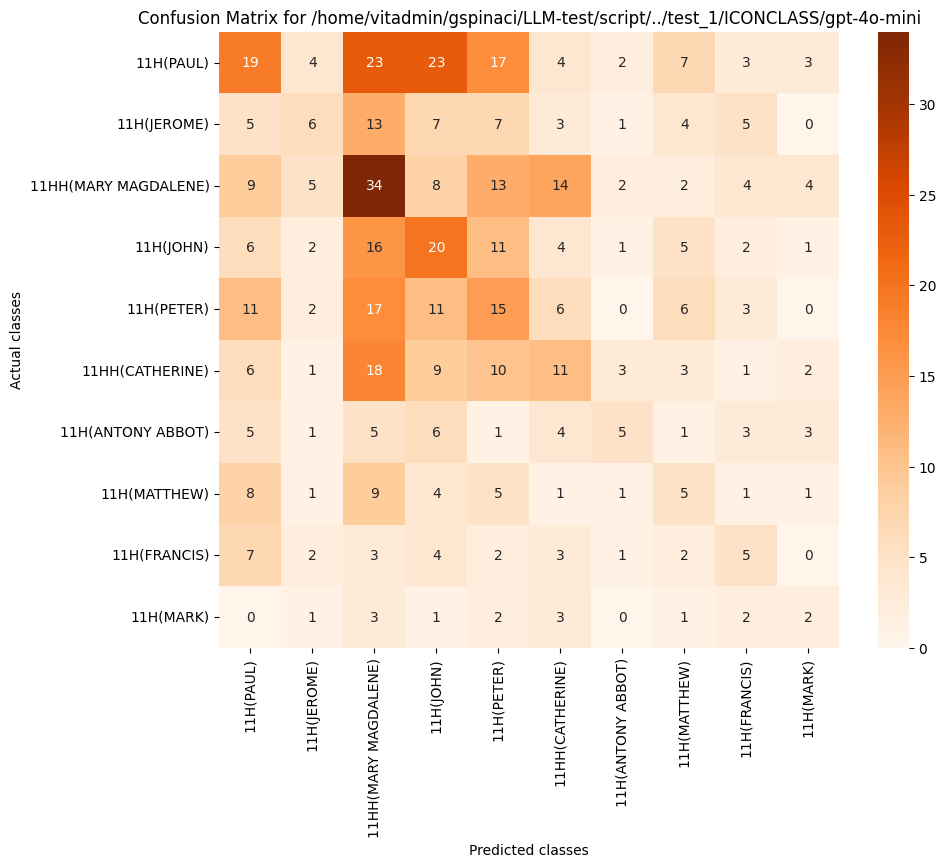 Confusion Matrix for /home/vitadmin/gspinaci/LLM-test/script/../test_1/ICONCLASS/gpt-4o-mini
Actual classes
11H(PAUL) 19 4 23 23 17 4 2 7 3 3
11H(JEROME) 5 6 13 7 7 3 1 4 5 0
11HH(MARY MAGDALENE) 9 5 34 8 13 14 2 2 4 4
11H(JOHN) 6 2 16 20 11 4 1 5 2 1
11H(PETER) 11 2 17 11 15 6 0 6 3 0
11HH(CATHERINE) 6 1 18 9 10 11 3 3 1 2
11H(ANTONY ABBOT) 5 1 5 6 1 4 5 1 3 3
11H(MATTHEW) 8 1 9 4 5 1 1 5 1 1
11H(FRANCIS) 7 2 3 4 2 3 1 2 5 0
11H(MARK) 0 1 3 1 2 3 0 1 2 2
11H(PAUL)
11H(JEROME)
11HH(MARY MAGDALENE)
11H(JOHN)
11H(PETER)
11HH(CATHERINE)
11H(ANTONY ABBOT)
11H(MATTHEW)
11H(FRANCIS)
11H(MARK)
Predicted classes
30
25
20
15
10
5
0